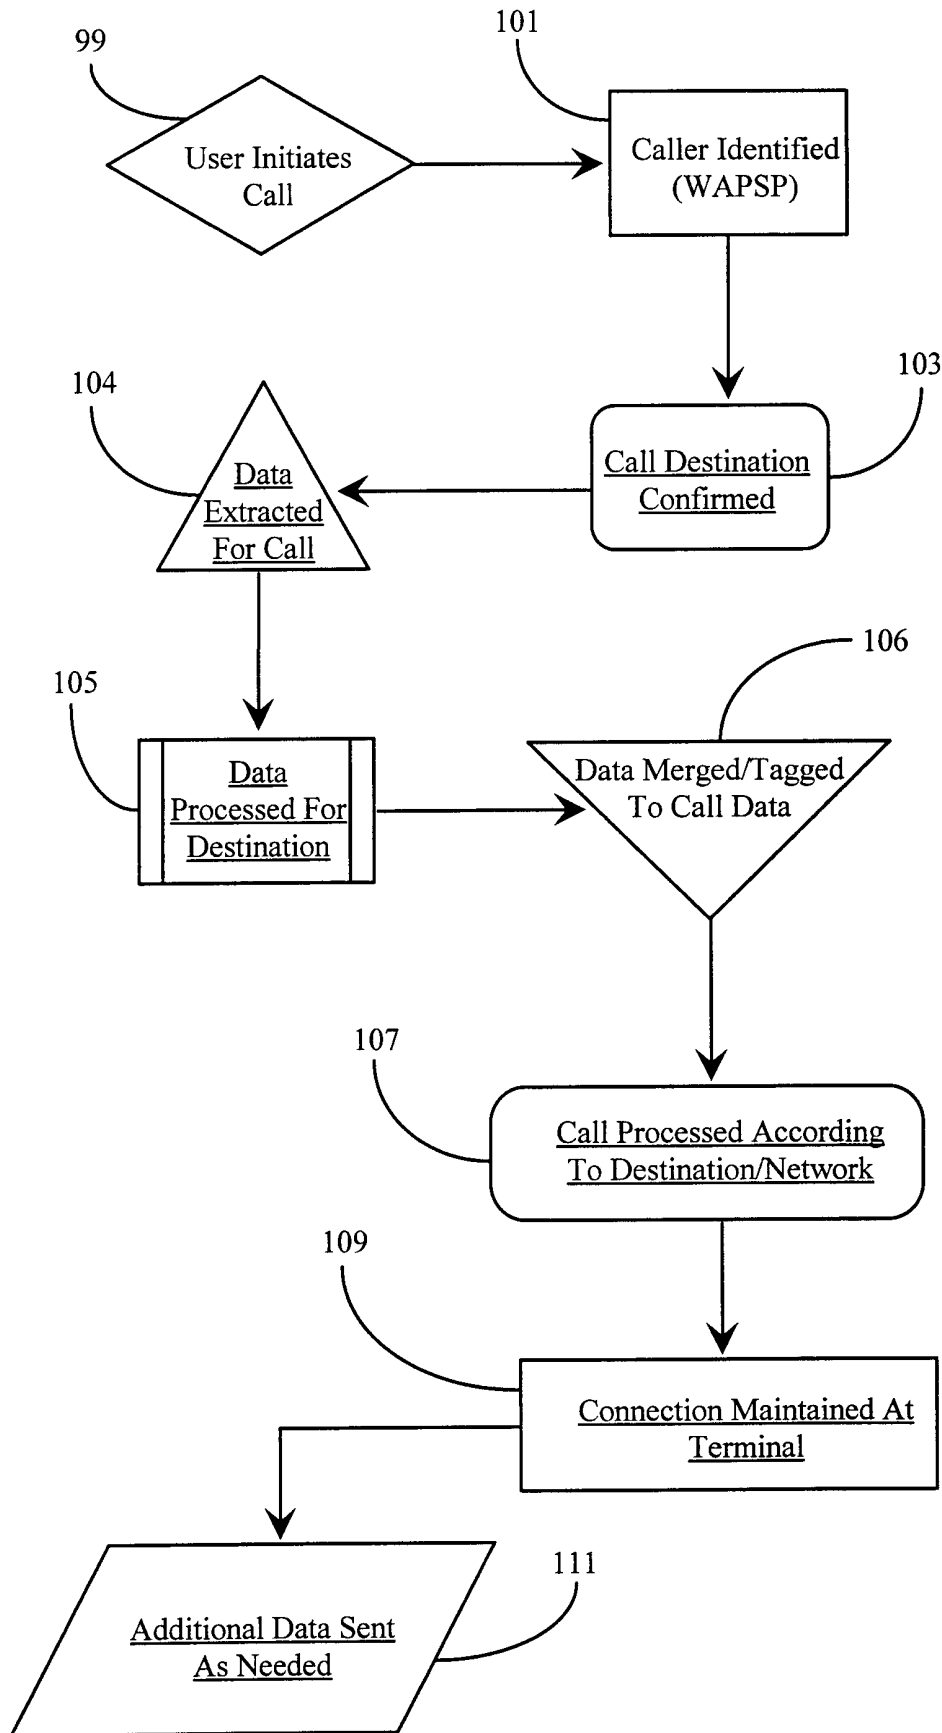 99
101
User Initiates
Call
Caller Identified
(WAPSP)
104
103
Data
Extracted
For Call
Call Destination
Confirmed
106
105
Data
Processed For
Destination
Data Merged/Tagged
To Call Data
107
Call Processed According
To Destination/Network
109
Connection Maintained At
Terminal
111
Additional Data Sent
As Needed